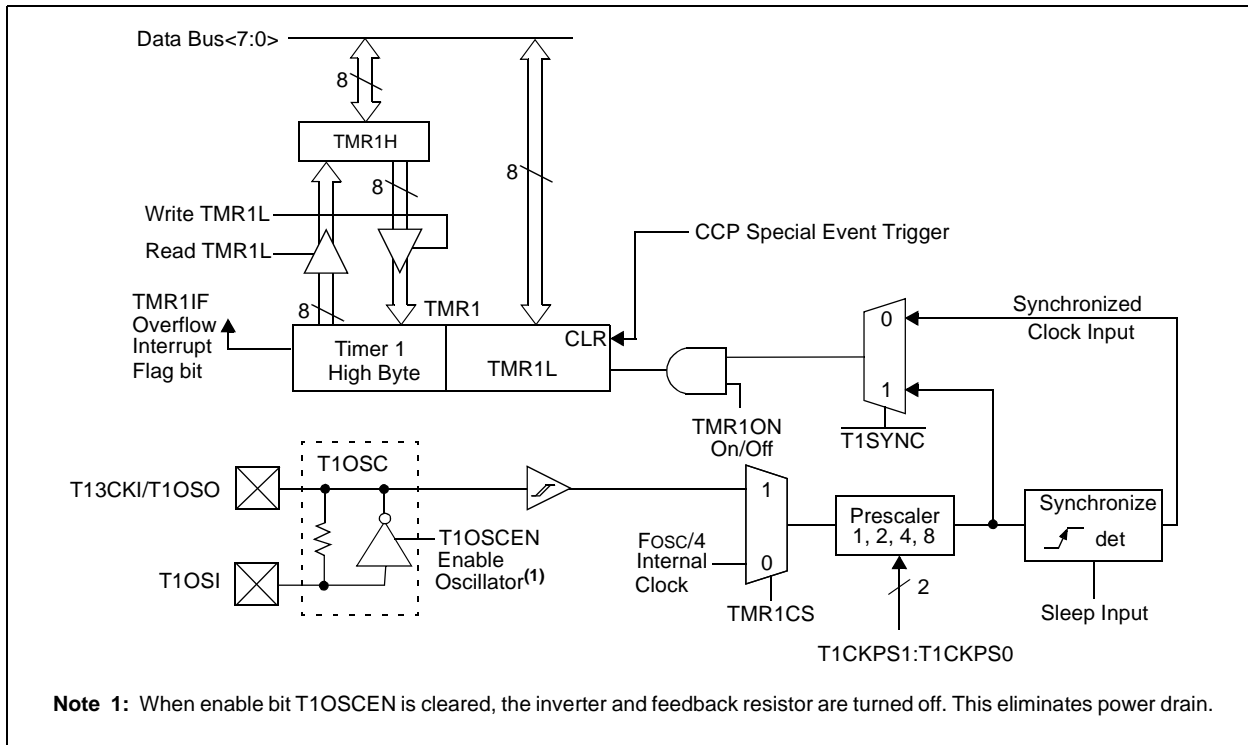 Data Bus<7:0>
8
TMR1H
8
8
Write TMR1L
Read TMR1L
CCP Special Event Trigger
8
TMR1IF
Overflow
Interrupt
Flag bit
TMR1
Timer 1
High Byte
TMR1L
CLR
TMR1ON
On/Off
0
1
T1SYNC
Synchronized
Clock Input
T1OSC
T13CKI/T1OSO
T1OSI
T1OSCEN
Enable
Oscillator(1)
FOSC/4
Internal
Clock
1
0
TMR1CS
Prescaler
1, 2, 4, 8
2
T1CKPS1:T1CKPS0
Synchronize
det
Sleep Input
Note 1: When enable bit T1OSCEN is cleared, the inverter and feedback resistor are turned off. This eliminates power drain.